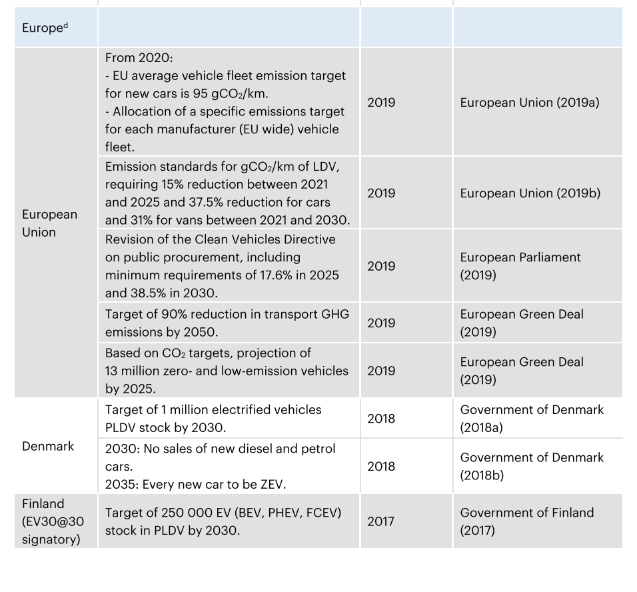 Europeᵈ
European
Union
From 2020:
- EU average vehicle fleet emission target
for new cars is 95 gCO₂/km.
- Allocation of a specific emissions target
for each manufacturer (EU wide) vehicle
fleet.
2019
European Union (2019a)
Emission standards for gCO₂/km of LDV,
requiring 15% reduction between 2021
and 2025 and 37.5% reduction for cars
and 31% for vans between 2021 and 2030.
2019
European Union (2019b)
Revision of the Clean Vehicles Directive
on public procurement, including
minimum requirements of 17.6% in 2025
and 38.5% in 2030.
2019
European Parliament
(2019)
Target of 90% reduction in transport GHG
emissions by 2050.
2019
European Green Deal
(2019)
Based on CO₂ targets, projection of
13 million zero- and low-emission vehicles
by 2025.
2019
European Green Deal
(2019)
Denmark
Target of 1 million electrified vehicles
PLDV stock by 2030.
2018
Government of Denmark
(2018a)
2030: No sales of new diesel and petrol
cars.
2035: Every new car to be ZEV.
2018
Government of Denmark
(2018b)
Finland
(EV30@30
signatory)
Target of 250 000 EV (BEV, PHEV, FCEV)
stock in PLDV by 2030.
2017
Government of Finland
(2017)